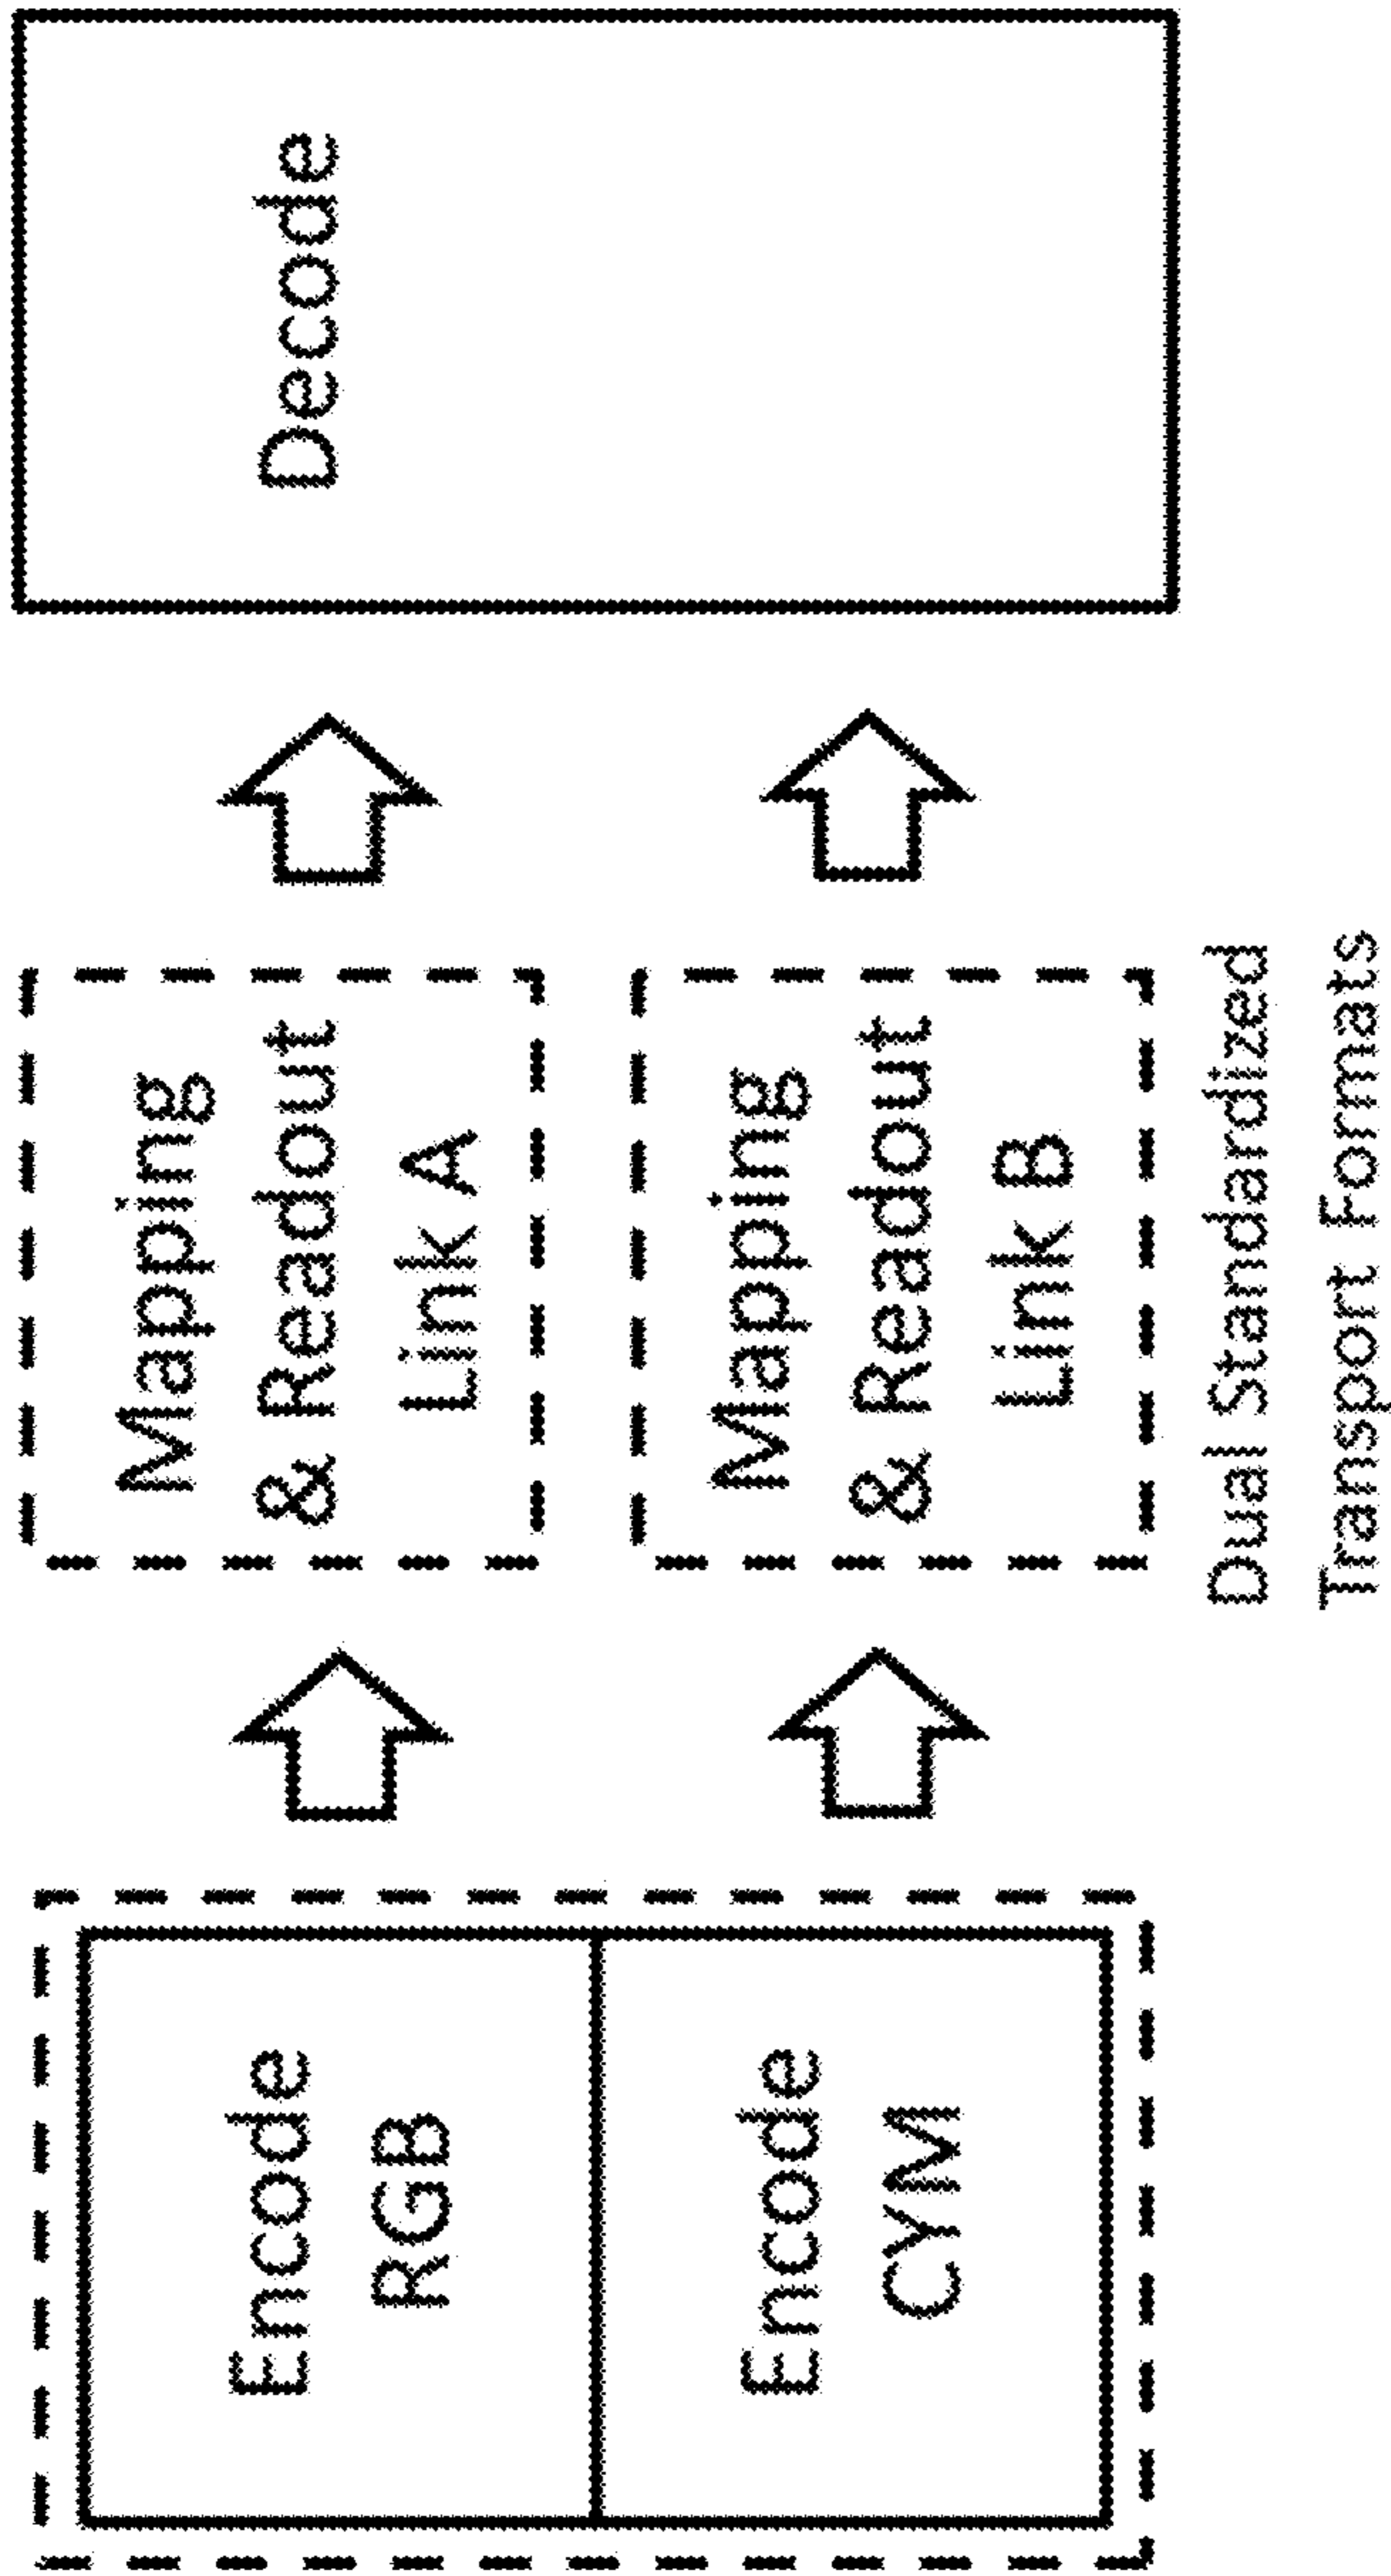 Encode
RGB
Encode
CYM
Mapping
& Readout
Link A
Mapping
& Readout
Link B
Dual Standardized
Transport Formats
Decode